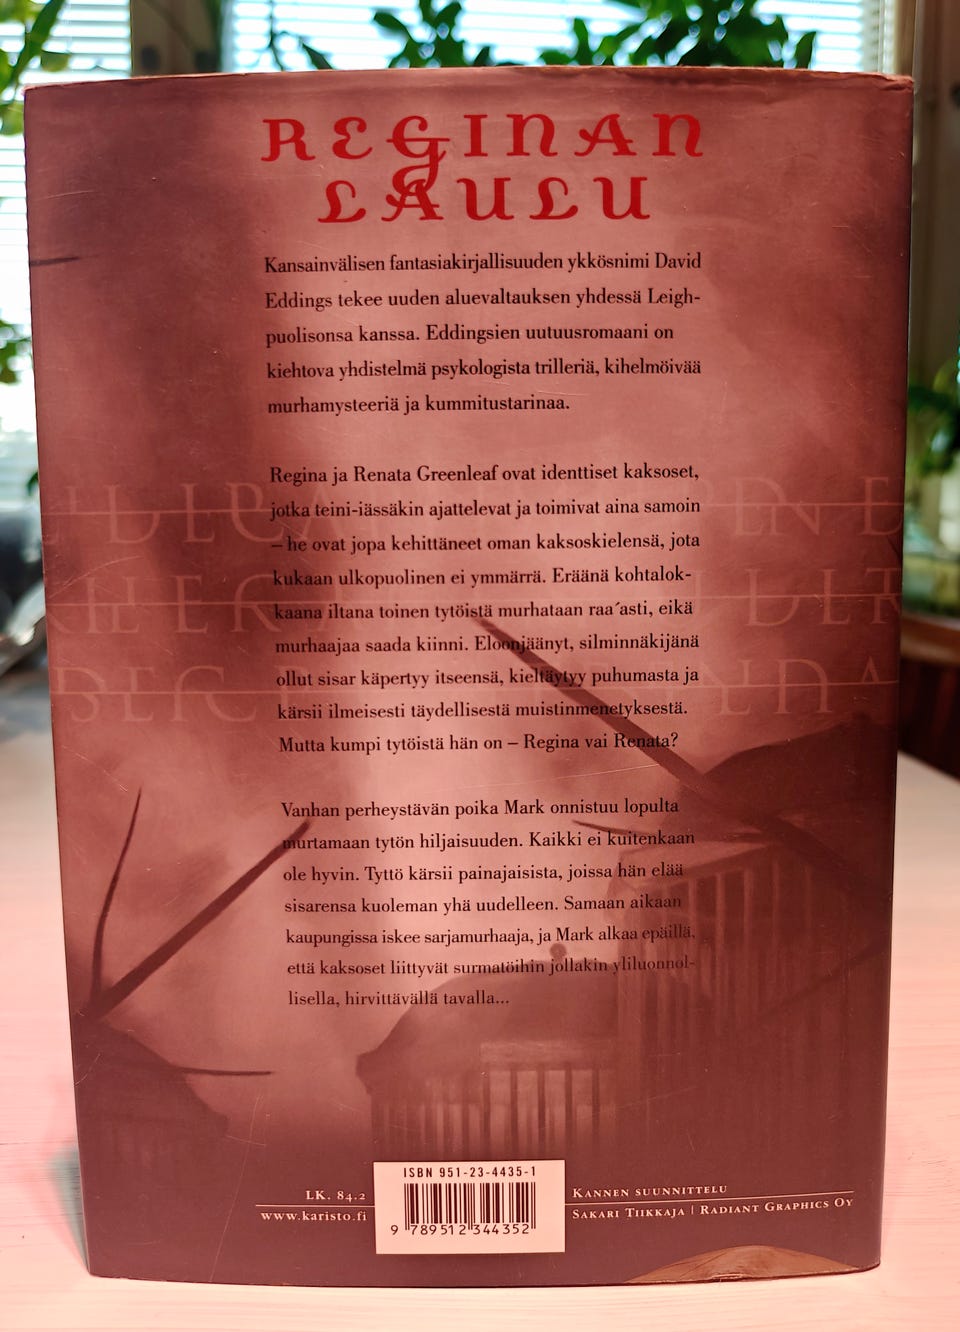 REGINAN
LAULU
Kansainvälisen fantasiakirjallisuuden ykkösnimi David
Eddings tekee uuden aluevaltauksen yhdessä Leigh-
puolisonsa kanssa. Eddingsien uutuusromaani on
kiehtova yhdistelmä psykologista trilleriä, kihelmöivää
murhamysteeriä ja kummitustarinaa.
Regina ja Renata Greenleaf ovat identtiset kaksoset,
jotka teini-iässäkin ajattelevat ja toimivat aina samoin
– he ovat jopa kehittäneet oman kaksoskielensä, jota
kukaan ulkopuolinen ei ymmärrä. Eräänä kohtalok-
kaana iltana toinen tytöistä murhataan raa´asti, eikä
murhaajaa saada kiinni. Eloonjäänyt, silminnäkijänä
ollut sisar käpertyy itseensä, kieltäytyy puhumasta ja
kärsii ilmeisesti täydellisestä muistinmenetyksestä.
Mutta kumpi tytöistä hän on – Regina vai Renata?
Vanhan perheystävän poika Mark onnistuu lopulta
murtamaan tytön hiljaisuuden. Kaikki ei kuitenkaan
ole hyvin. Tyttö kärsii painajaisista, joissa hän elää
sisarensa kuoleman yhä uudelleen. Samaan aikaan
kaupungissa iskee sarjamurhaaja, ja Mark alkaa epäillä,
että kaksoset liittyvät surmatöihin jollakin yliluonnol-
lisella, hirvittävällä tavalla...
ISBN 951-23-4435-1
9 789512 344352
LK. 84.2
www.karisto.fi
KANNEN SUUNNITTELU
SAKARI TIIKKAJA | RADIANT GRAPHICS OY